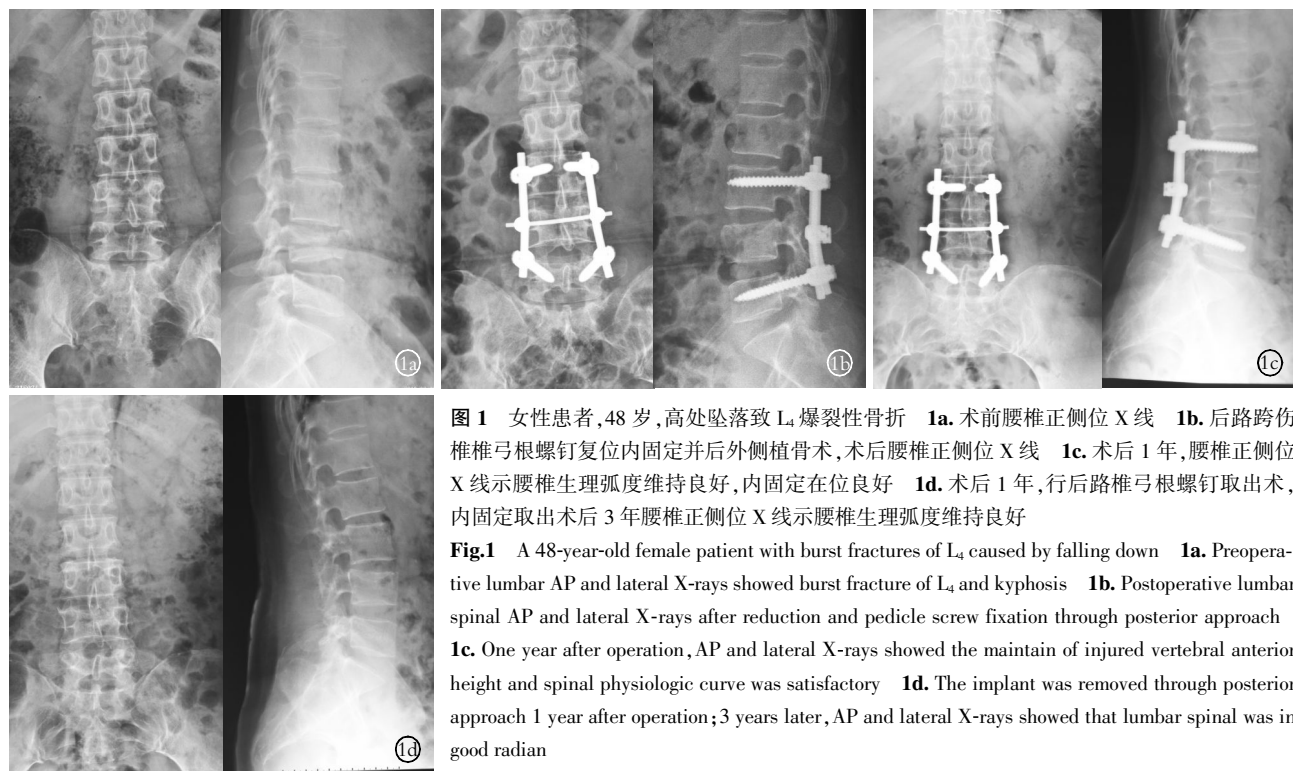 1a
1b
1c
1d
图 1 女性患者,48 岁,高处坠落致 L₄ 爆裂性骨折 1a. 术前腰椎正侧位 X 线 1b. 后路跨伤
椎椎弓根螺钉复位内固定并后外侧植骨术,术后腰椎正侧位 X 线 1c. 术后 1 年,腰椎正侧位
X 线示腰椎生理弧度维持良好,内固定在位良好 1d. 术后 1 年,行后路椎弓根螺钉取出术,
内固定取出术后 3 年腰椎正侧位 X 线示腰椎生理弧度维持良好
Fig.1 A 48-year-old female patient with burst fractures of L₄ caused by falling down 1a. Preopera-
tive lumbar AP and lateral X-rays showed burst fracture of L₄ and kyphosis 1b. Postoperative lumbar
spinal AP and lateral X-rays after reduction and pedicle screw fixation through posterior approach
1c. One year after operation,AP and lateral X-rays showed the maintain of injured vertebral anterior
height and spinal physiologic curve was satisfactory 1d. The implant was removed through posterior
approach 1 year after operation;3 years later,AP and lateral X-rays showed that lumbar spinal was in
good radian